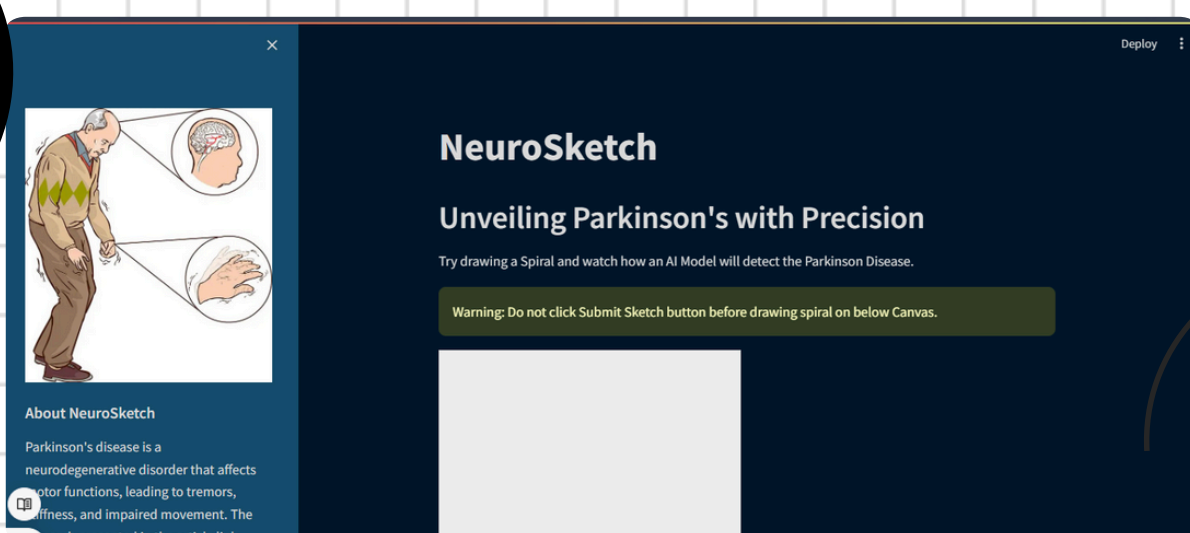 Deploy
NeuroSketch
Unveiling Parkinson's with Precision
Try drawing a Spiral and watch how an AI Model will detect the Parkinson Disease.
Warning: Do not click Submit Sketch button before drawing spiral on below Canvas.
About NeuroSketch
Parkinson's disease is a
neurodegenerative disorder that affects
otor functions, leading to tremors,
ffness, and impaired movement. The